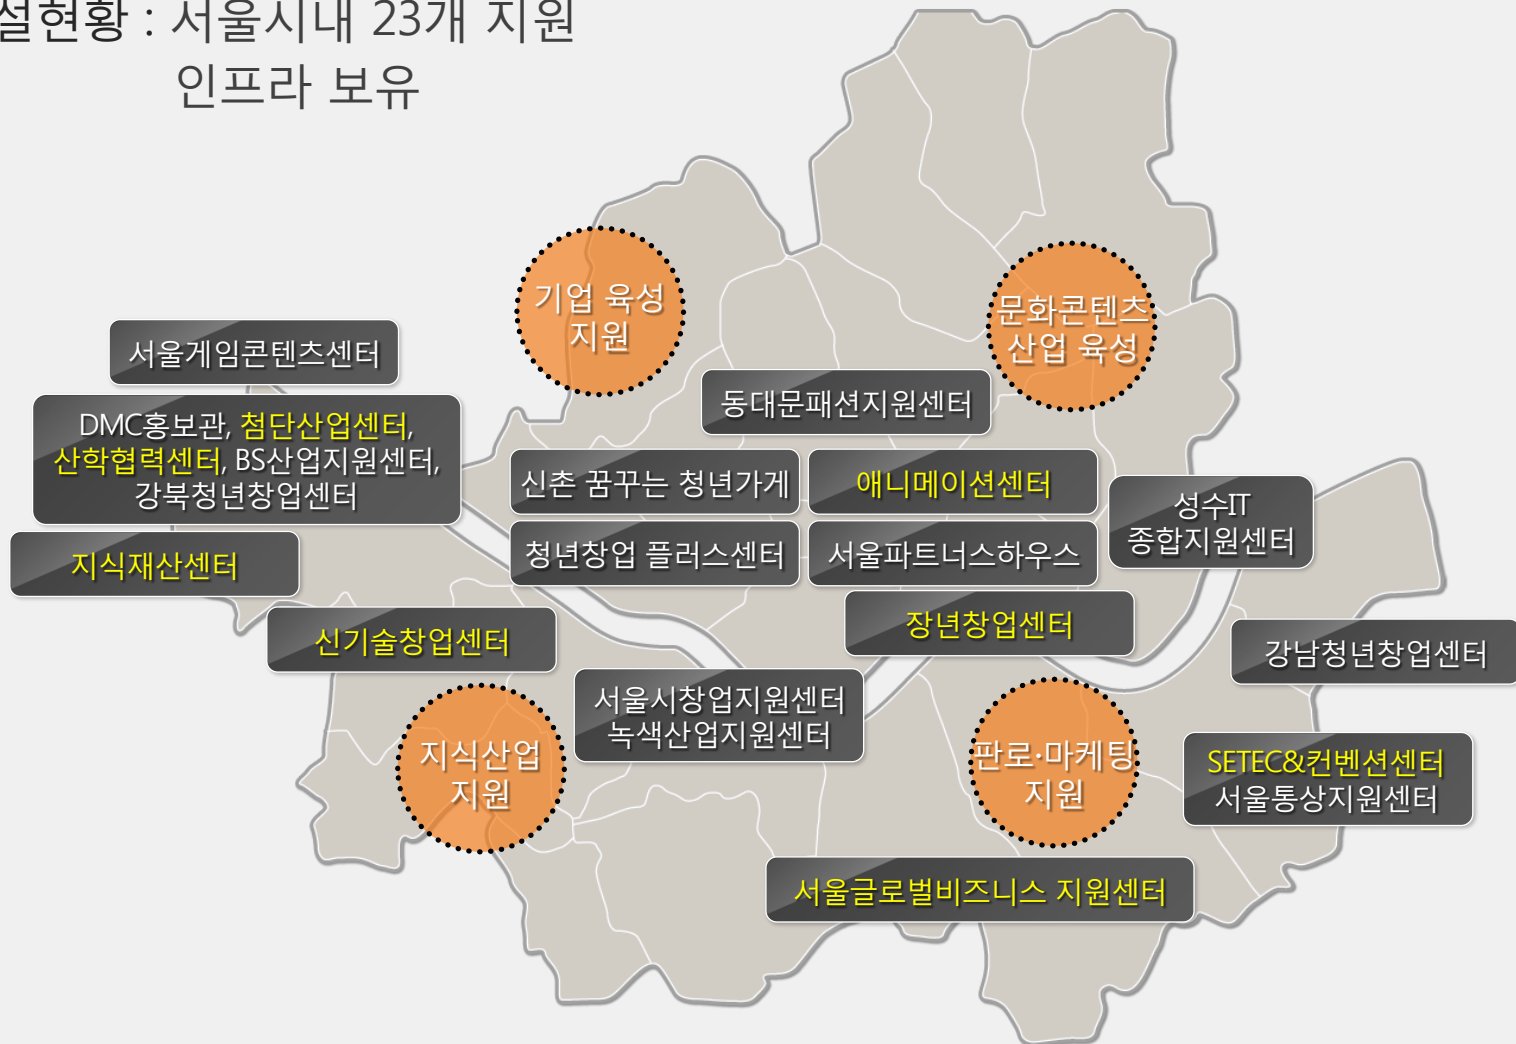 설현황 : 서울시내 23개 지원
인프라 보유
기업 육성
지원
문화콘텐츠
산업 육성
서울게임콘텐츠센터
동대문패션지원센터
DMC홍보관, 첨단산업센터,
산학협력센터, BS산업지원센터,
강북청년창업센터
신촌 꿈꾸는 청년가게
애니메이션센터
성수IT
종합지원센터
지식재산센터
청년창업 플러스센터
서울파트너스하우스
신기술창업센터
장년창업센터
강남청년창업센터
서울시창업지원센터
녹색산업지원센터
지식산업
지원
판로·마케팅
지원
SETEC&컨벤션센터
서울통상지원센터
서울글로벌비즈니스 지원센터